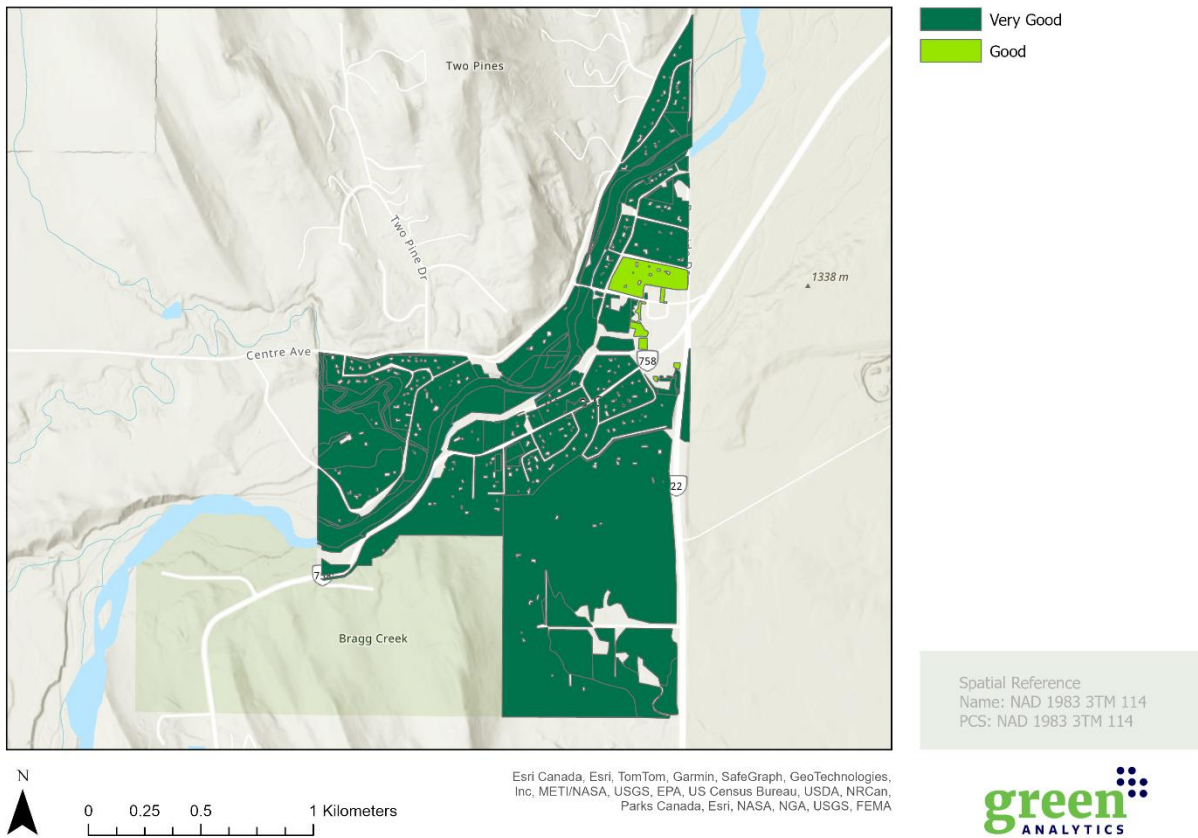 Very Good
Good
Two Pines
Two Pine Dr
1338 m
Centre Ave
758
22
Bragg Creek
Spatial Reference
Name: NAD 1983 3TM 114
PCS: NAD 1983 3TM 114
N
0 0.25 0.5 1 Kilometers
Esri Canada, Esri, TomTom, Garmin, SafeGraph, GeoTechnologies,
Inc, METI/NASA, USGS, EPA, US Census Bureau, USDA, NRCan,
Parks Canada, Esri, NASA, NGA, USGS, FEMA
green
ANALYTICS